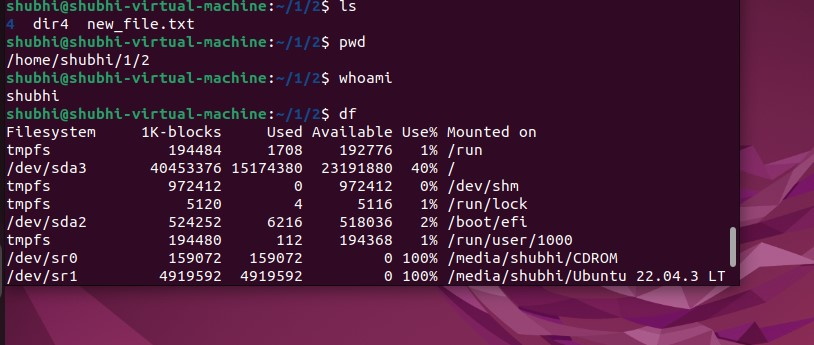 shubhi@shubhi-virtual-machine:~/1/2$ ls
4  dir4  new_file.txt
shubhi@shubhi-virtual-machine:~/1/2$ pwd
/home/shubhi/1/2
shubhi@shubhi-virtual-machine:~/1/2$ whoami
shubhi
shubhi@shubhi-virtual-machine:~/1/2$ df
Filesystem     1K-blocks     Used Available Use% Mounted on
tmpfs             194484     1708    192776   1% /run
/dev/sda3       40453376 15174380  23191880  40% /
tmpfs             972412        0    972412   0% /dev/shm
tmpfs               5120        4      5116   1% /run/lock
/dev/sda2         524252     6216    518036   2% /boot/efi
tmpfs             194480      112    194368   1% /run/user/1000
/dev/sr0          159072   159072         0 100% /media/shubhi/CDROM
/dev/sr1         4919592  4919592         0 100% /media/shubhi/Ubuntu 22.04.3 LT